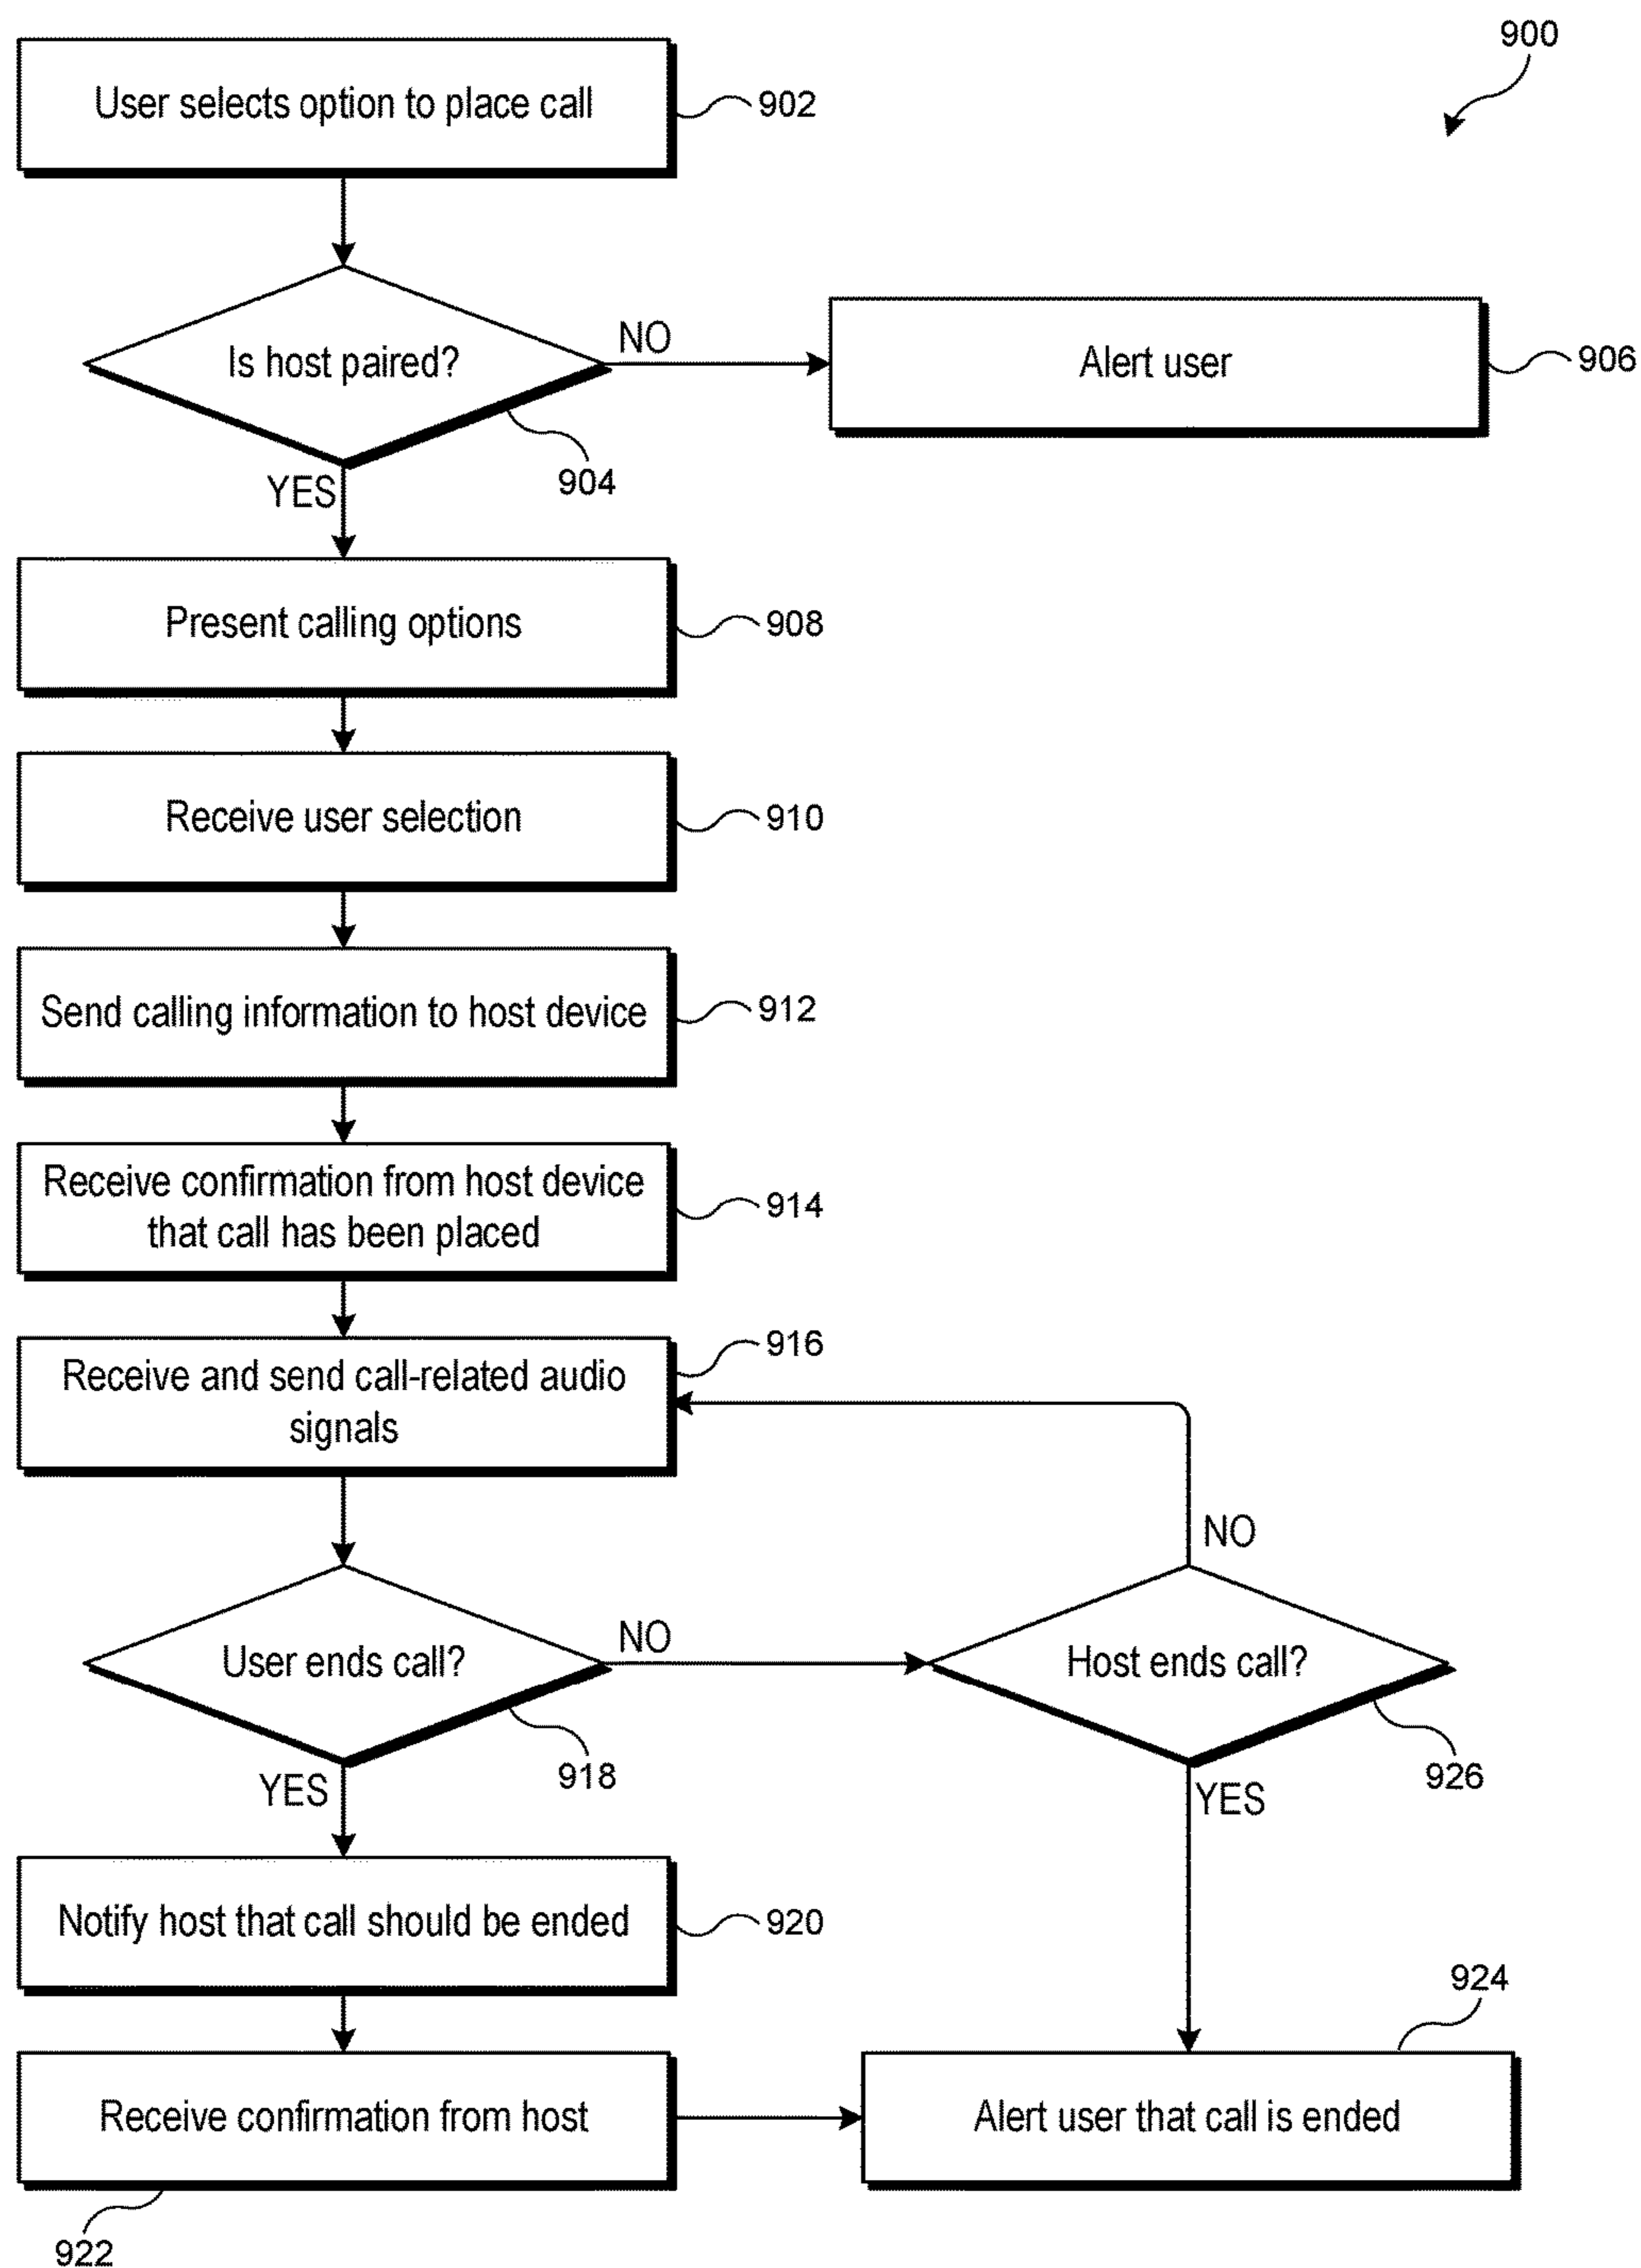 900
User selects option to place call
902
Is host paired?
NO
Alert user
906
904
YES
Present calling options
908
Receive user selection
910
Send calling information to host device
912
Receive confirmation from host device
that call has been placed
914
Receive and send call-related audio
signals
916
NO
User ends call?
NO
Host ends call?
918
926
YES
YES
Notify host that call should be ended
920
924
Receive confirmation from host
Alert user that call is ended
922